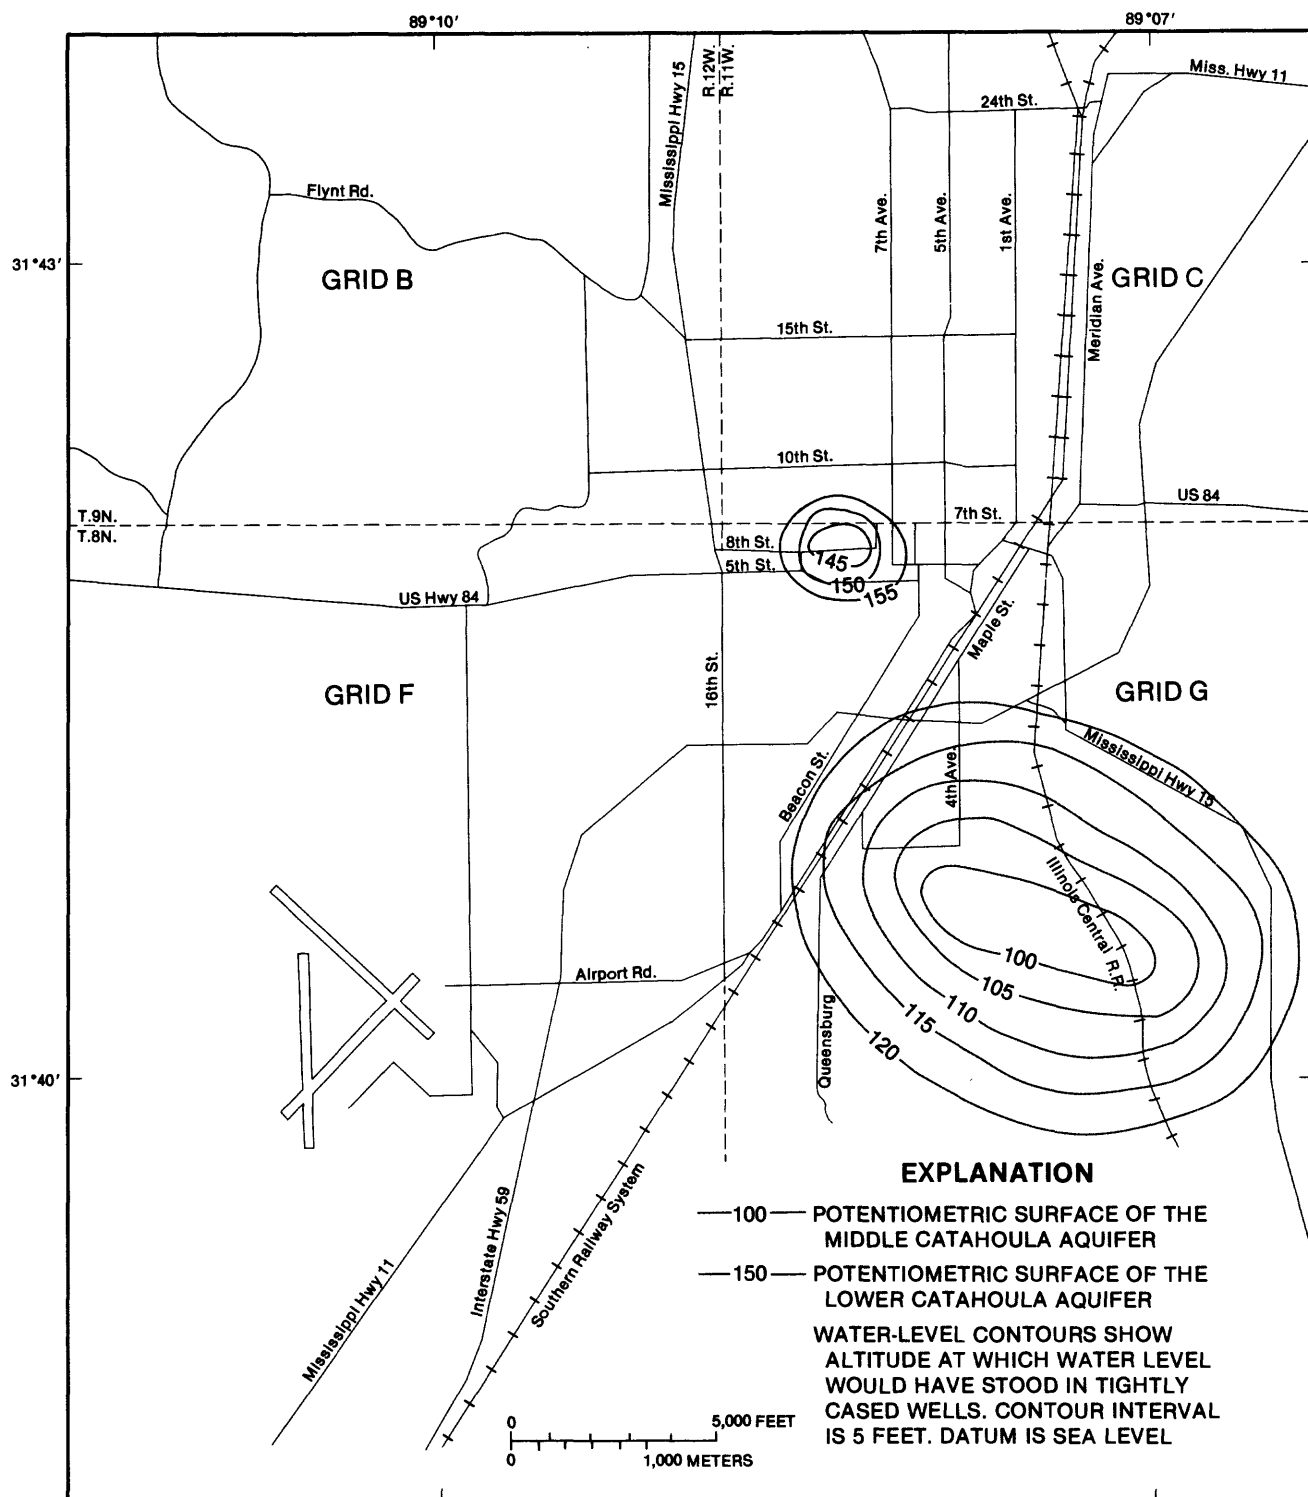 89°10'
89°07'
Mississippi Hwy 15
R.12W.
R.11W.
Miss. Hwy 11
24th St.
Flynt Rd.
7th Ave.
5th Ave.
1st Ave.
31°43'
GRID B
GRID C
Meridian Ave.
15th St.
10th St.
US 84
T.9N.
T.8N.
7th St.
8th St.
5th St.
145
150
155
US Hwy 84
Maple St.
16th St.
GRID F
GRID G
Mississippi Hwy 15
Beacon St.
4th Ave.
Illinois Central R.R.
100
105
110
115
120
Airport Rd.
Queensburg
31°40'
Mississippi Hwy 11
Interstate Hwy 59
Southern Railway System
EXPLANATION
100 POTENTIOMETRIC SURFACE OF THE
MIDDLE CATAHOULA AQUIFER
150 POTENTIOMETRIC SURFACE OF THE
LOWER CATAHOULA AQUIFER
WATER-LEVEL CONTOURS SHOW
ALTITUDE AT WHICH WATER LEVEL
WOULD HAVE STOOD IN TIGHTLY
CASED WELLS. CONTOUR INTERVAL
IS 5 FEET. DATUM IS SEA LEVEL
0 5,000 FEET
0 1,000 METERS